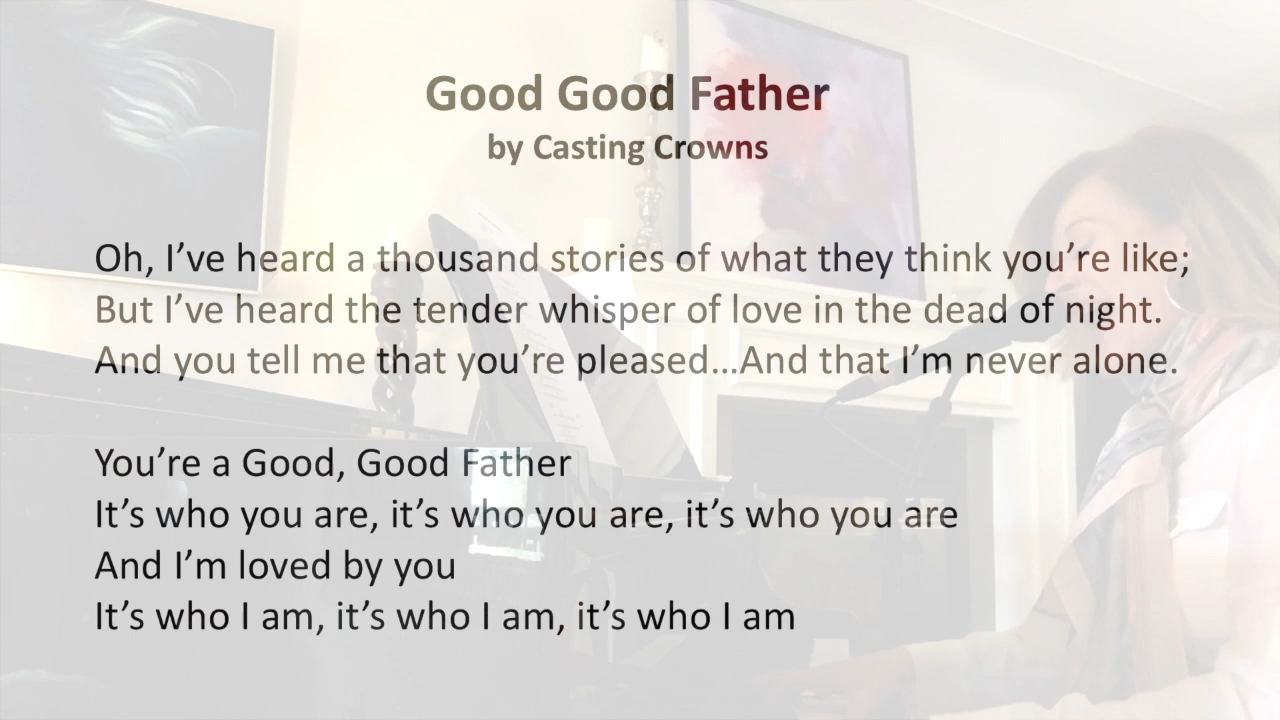 Good Good Father
by Casting Crowns
Oh, I’ve heard a thousand stories of what they think you’re like;
But I’ve heard the tender whisper of love in the dead of night.
And you tell me that you’re pleased…And that I’m never alone.
You’re a Good, Good Father
It’s who you are, it’s who you are, it’s who you are
And I’m loved by you
It’s who I am, it’s who I am, it’s who I am